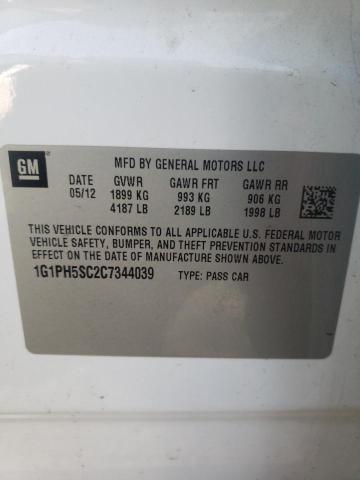 GM
MFD BY GENERAL MOTORS LLC
DATE GVWR GAWR FRT GAWR RR
05/12 1899 KG 993 KG 906 KG
4187 LB 2189 LB 1998 LB
THIS VEHICLE CONFORMS TO ALL APPLICABLE U.S. FEDERAL MOTOR
VEHICLE SAFETY, BUMPER, AND THEFT PREVENTION STANDARDS IN
EFFECT ON THE DATE OF MANUFACTURE SHOWN ABOVE.
1G1PH5SC2C7344039 TYPE: PASS CAR